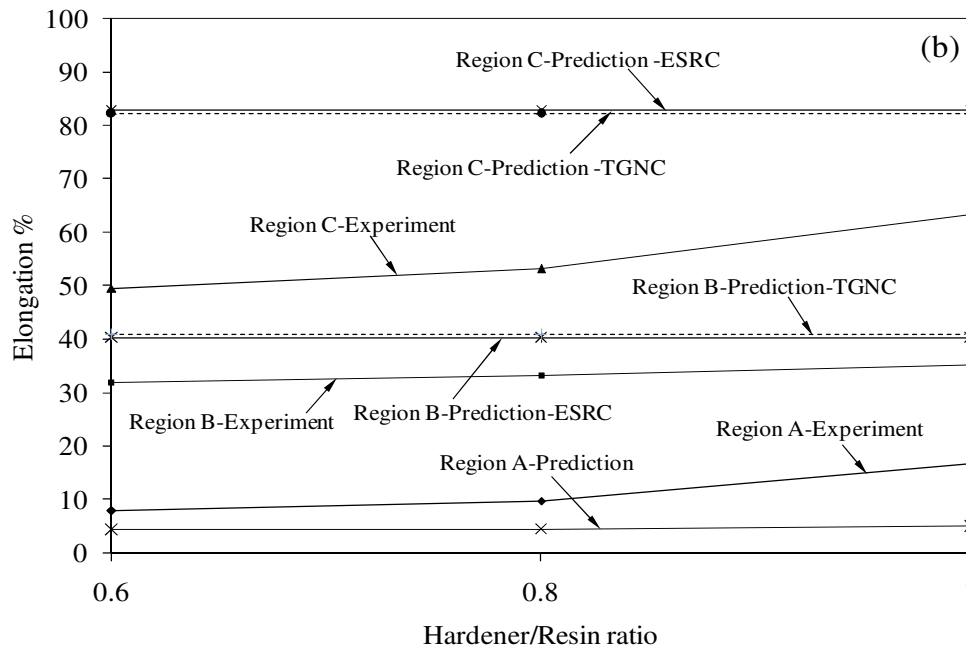 100
90
80
70
60
50
40
30
20
10
0
Elongation %
(b)
Region C-Prediction -ESRC
Region C-Prediction -TGNC
Region C-Experiment
Region B-Prediction-TGNC
Region B-Experiment
Region B-Prediction-ESRC
Region A-Experiment
Region A-Prediction
0.6
0.8
Hardener/Resin ratio